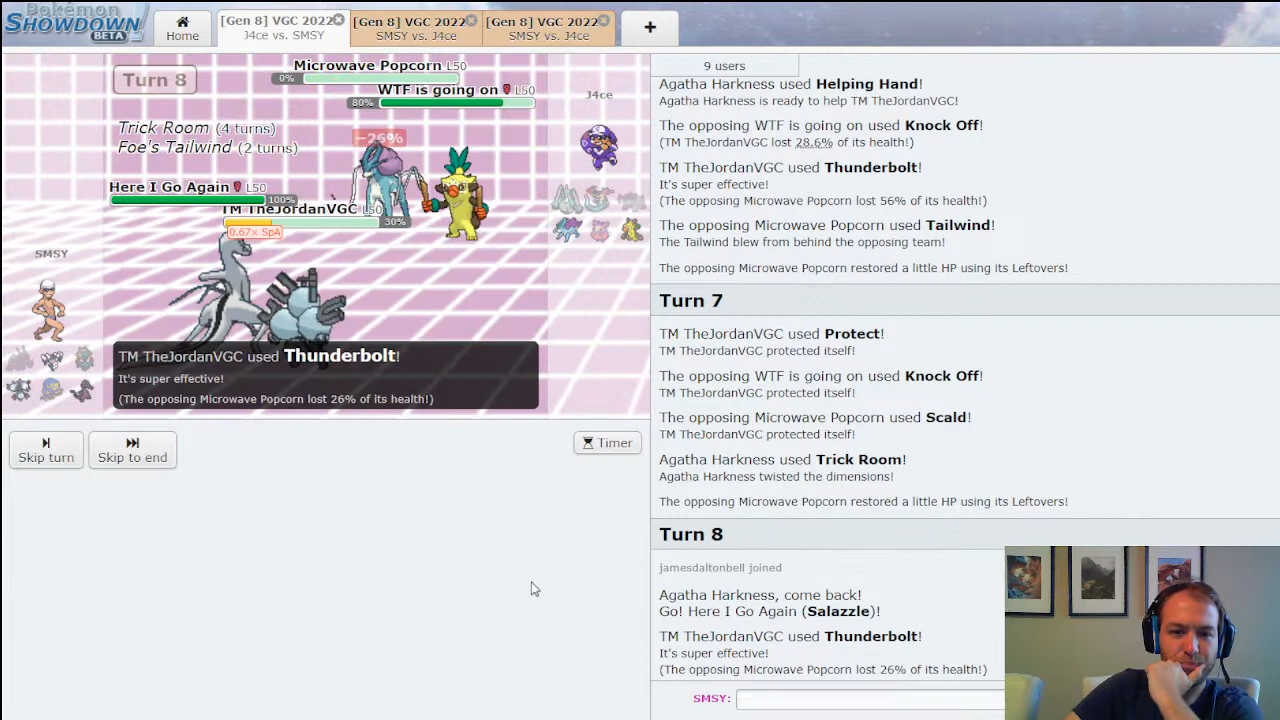 Pokémon
SHOWDOWN
BETA
Home
[Gen 8] VGC 2022
J4ce vs. SMSY
[Gen 8] VGC 2022
SMSY vs. J4ce
[Gen 8] VGC 2022
SMSY vs. J4ce
Turn 8
Microwave Popcorn L50
0%
WTF is going on L50
80%
Trick Room (4 turns)
Foe's Tailwind (2 turns)
−26%
Here I Go Again L50
100%
TM TheJordanVGC L50
30%
0.67× SpA
J4ce
SMSY
TM TheJordanVGC used Thunderbolt!
It's super effective!
(The opposing Microwave Popcorn lost 26% of its health!)
Skip turn
Skip to end
Timer
9 users
Agatha Harkness used Helping Hand!
Agatha Harkness is ready to help TM TheJordanVGC!
The opposing WTF is going on used Knock Off!
(TM TheJordanVGC lost 28.6% of its health!)
TM TheJordanVGC used Thunderbolt!
It's super effective!
(The opposing Microwave Popcorn lost 56% of its health!)
The opposing Microwave Popcorn used Tailwind!
The Tailwind blew from behind the opposing team!
The opposing Microwave Popcorn restored a little HP using its Leftovers!
Turn 7
TM TheJordanVGC used Protect!
TM TheJordanVGC protected itself!
The opposing WTF is going on used Knock Off!
TM TheJordanVGC protected itself!
The opposing Microwave Popcorn used Scald!
TM TheJordanVGC protected itself!
Agatha Harkness used Trick Room!
Agatha Harkness twisted the dimensions!
The opposing Microwave Popcorn restored a little HP using its Leftovers!
Turn 8
jamesdaltonbell joined
Agatha Harkness, come back!
Go! Here I Go Again (Salazzle)!
TM TheJordanVGC used Thunderbolt!
It's super effective!
(The opposing Microwave Popcorn lost 26% of its health!)
SMSY: